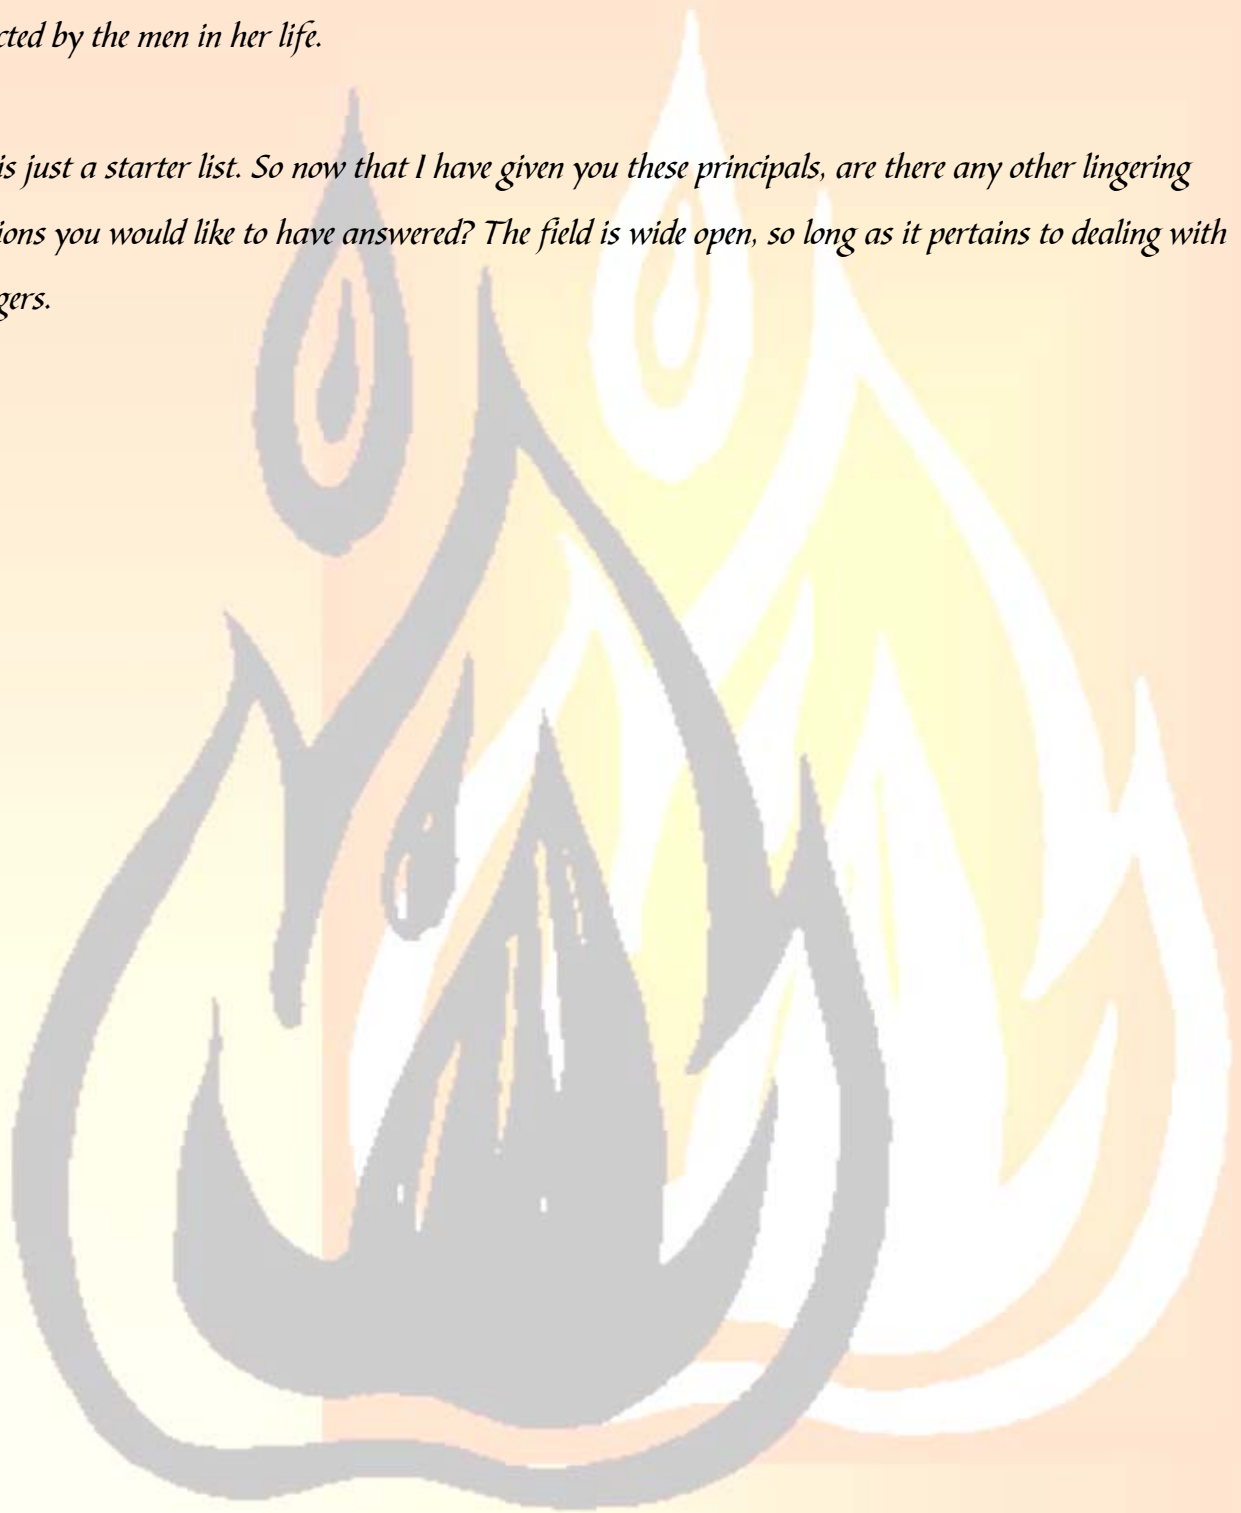 cted by the men in her life.
is just a starter list. So now that I have given you these principals, are there any other lingering
ions you would like to have answered? The field is wide open, so long as it pertains to dealing with
gers.